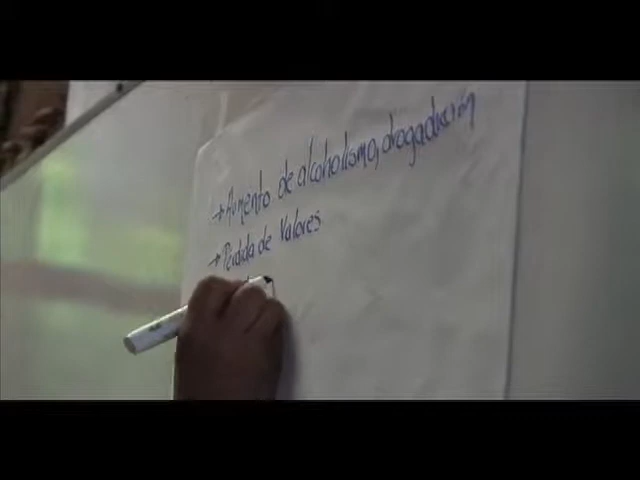 → Aumento de alcoholismo, drogadicción
→ Pérdida de Valores